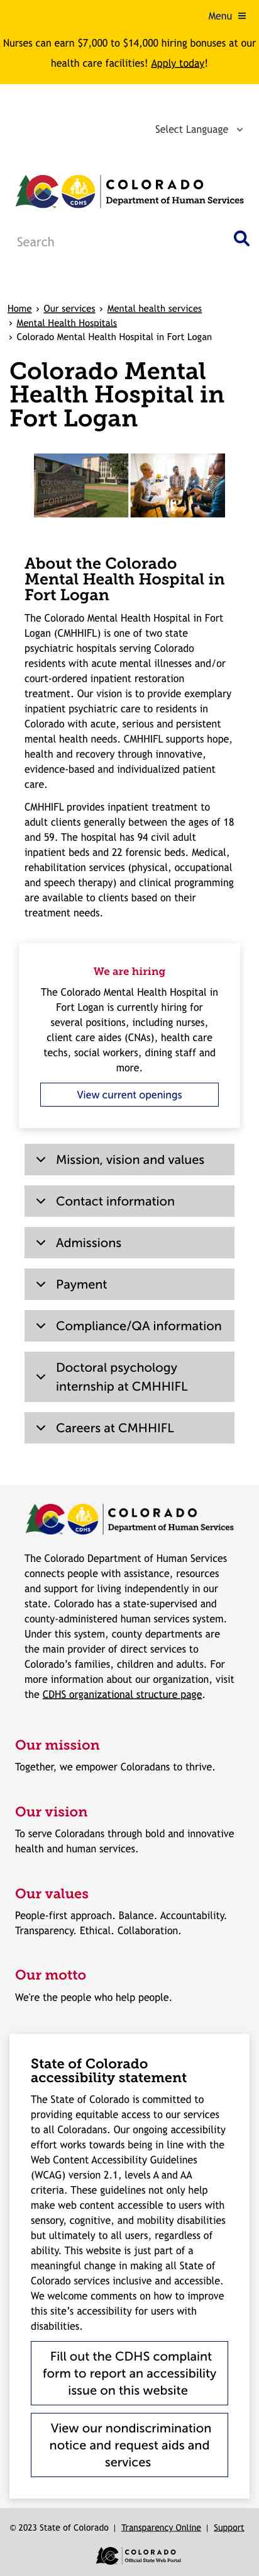 Menu ≡
Nurses can earn $7,000 to $14,000 hiring bonuses at our
health care facilities! Apply today!
Select Language
CDHS
COLORADO
Department of Human Services
Search
Home › Our services › Mental health services
› Mental Health Hospitals
› Colorado Mental Health Hospital in Fort Logan
Colorado Mental
Health Hospital in
Fort Logan
About the Colorado
Mental Health Hospital in
Fort Logan
The Colorado Mental Health Hospital in Fort
Logan (CMHHIFL) is one of two state
psychiatric hospitals serving Colorado
residents with acute mental illnesses and/or
court-ordered inpatient restoration
treatment. Our vision is to provide exemplary
inpatient psychiatric care to residents in
Colorado with acute, serious and persistent
mental health needs. CMHHIFL supports hope,
health and recovery through innovative,
evidence-based and individualized patient
care.
CMHHIFL provides inpatient treatment to
adult clients generally between the ages of 18
and 59. The hospital has 94 civil adult
inpatient beds and 22 forensic beds. Medical,
rehabilitation services (physical, occupational
and speech therapy) and clinical programming
are available to clients based on their
treatment needs.
We are hiring
The Colorado Mental Health Hospital in
Fort Logan is currently hiring for
several positions, including nurses,
client care aides (CNAs), health care
techs, social workers, dining staff and
more.
View current openings
Mission, vision and values
Contact information
Admissions
Payment
Compliance/QA information
Doctoral psychology
internship at CMHHIFL
Careers at CMHHIFL
CDHS
COLORADO
Department of Human Services
The Colorado Department of Human Services
connects people with assistance, resources
and support for living independently in our
state. Colorado has a state-supervised and
county-administered human services system.
Under this system, county departments are
the main provider of direct services to
Colorado's families, children and adults. For
more information about our organization, visit
the CDHS organizational structure page.
Our mission
Together, we empower Coloradans to thrive.
Our vision
To serve Coloradans through bold and innovative
health and human services.
Our values
People-first approach. Balance. Accountability.
Transparency. Ethical. Collaboration.
Our motto
We're the people who help people.
State of Colorado
accessibility statement
The State of Colorado is committed to
providing equitable access to our services
to all Coloradans. Our ongoing accessibility
effort works towards being in line with the
Web Content Accessibility Guidelines
(WCAG) version 2.1, levels A and AA
criteria. These guidelines not only help
make web content accessible to users with
sensory, cognitive, and mobility disabilities
but ultimately to all users, regardless of
ability. This website is just part of a
meaningful change in making all State of
Colorado services inclusive and accessible.
We welcome comments on how to improve
this site's accessibility for users with
disabilities.
Fill out the CDHS complaint
form to report an accessibility
issue on this website
View our nondiscrimination
notice and request aids and
services
© 2023 State of Colorado | Transparency Online | Support
COLORADO
Official State Web Portal